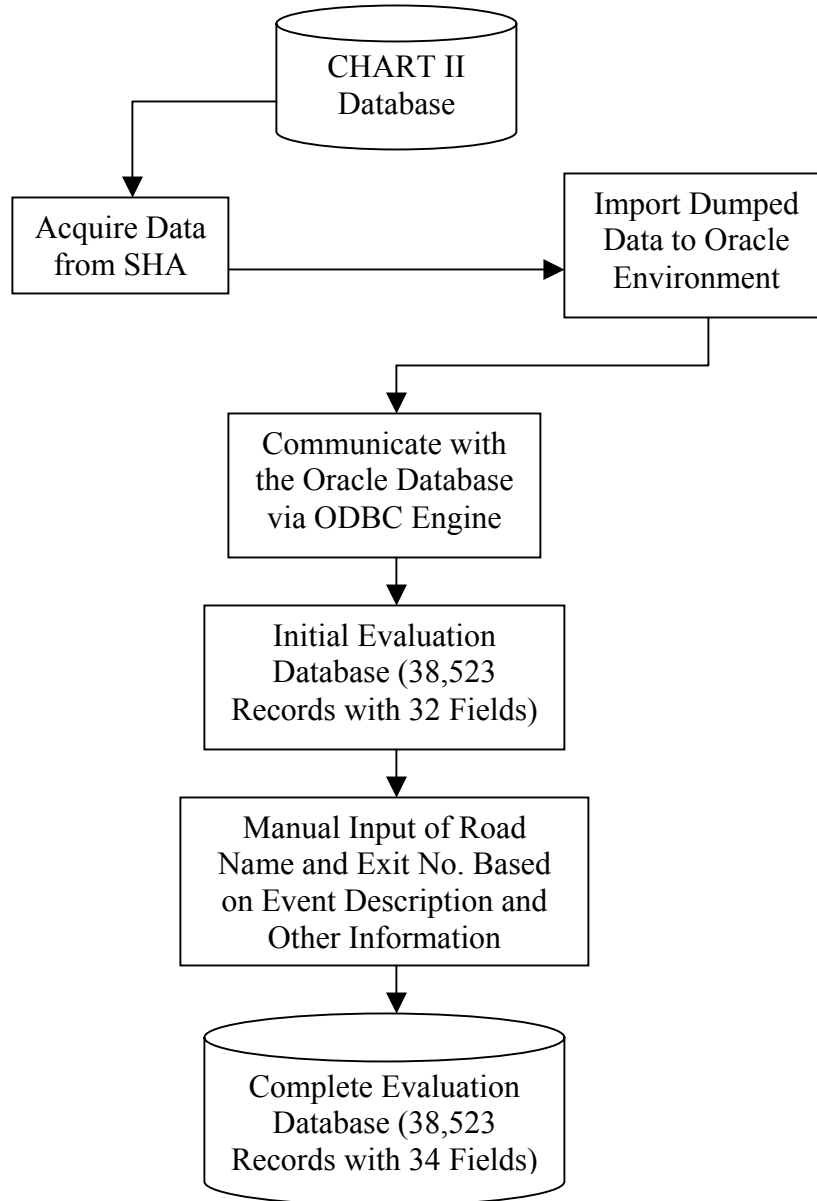 CHART II
Database
Acquire Data
from SHA
Import Dumped
Data to Oracle
Environment
Communicate with
the Oracle Database
via ODBC Engine
Initial Evaluation
Database (38,523
Records with 32 Fields)
Manual Input of Road
Name and Exit No. Based
on Event Description and
Other Information
Complete Evaluation
Database (38,523
Records with 34 Fields)